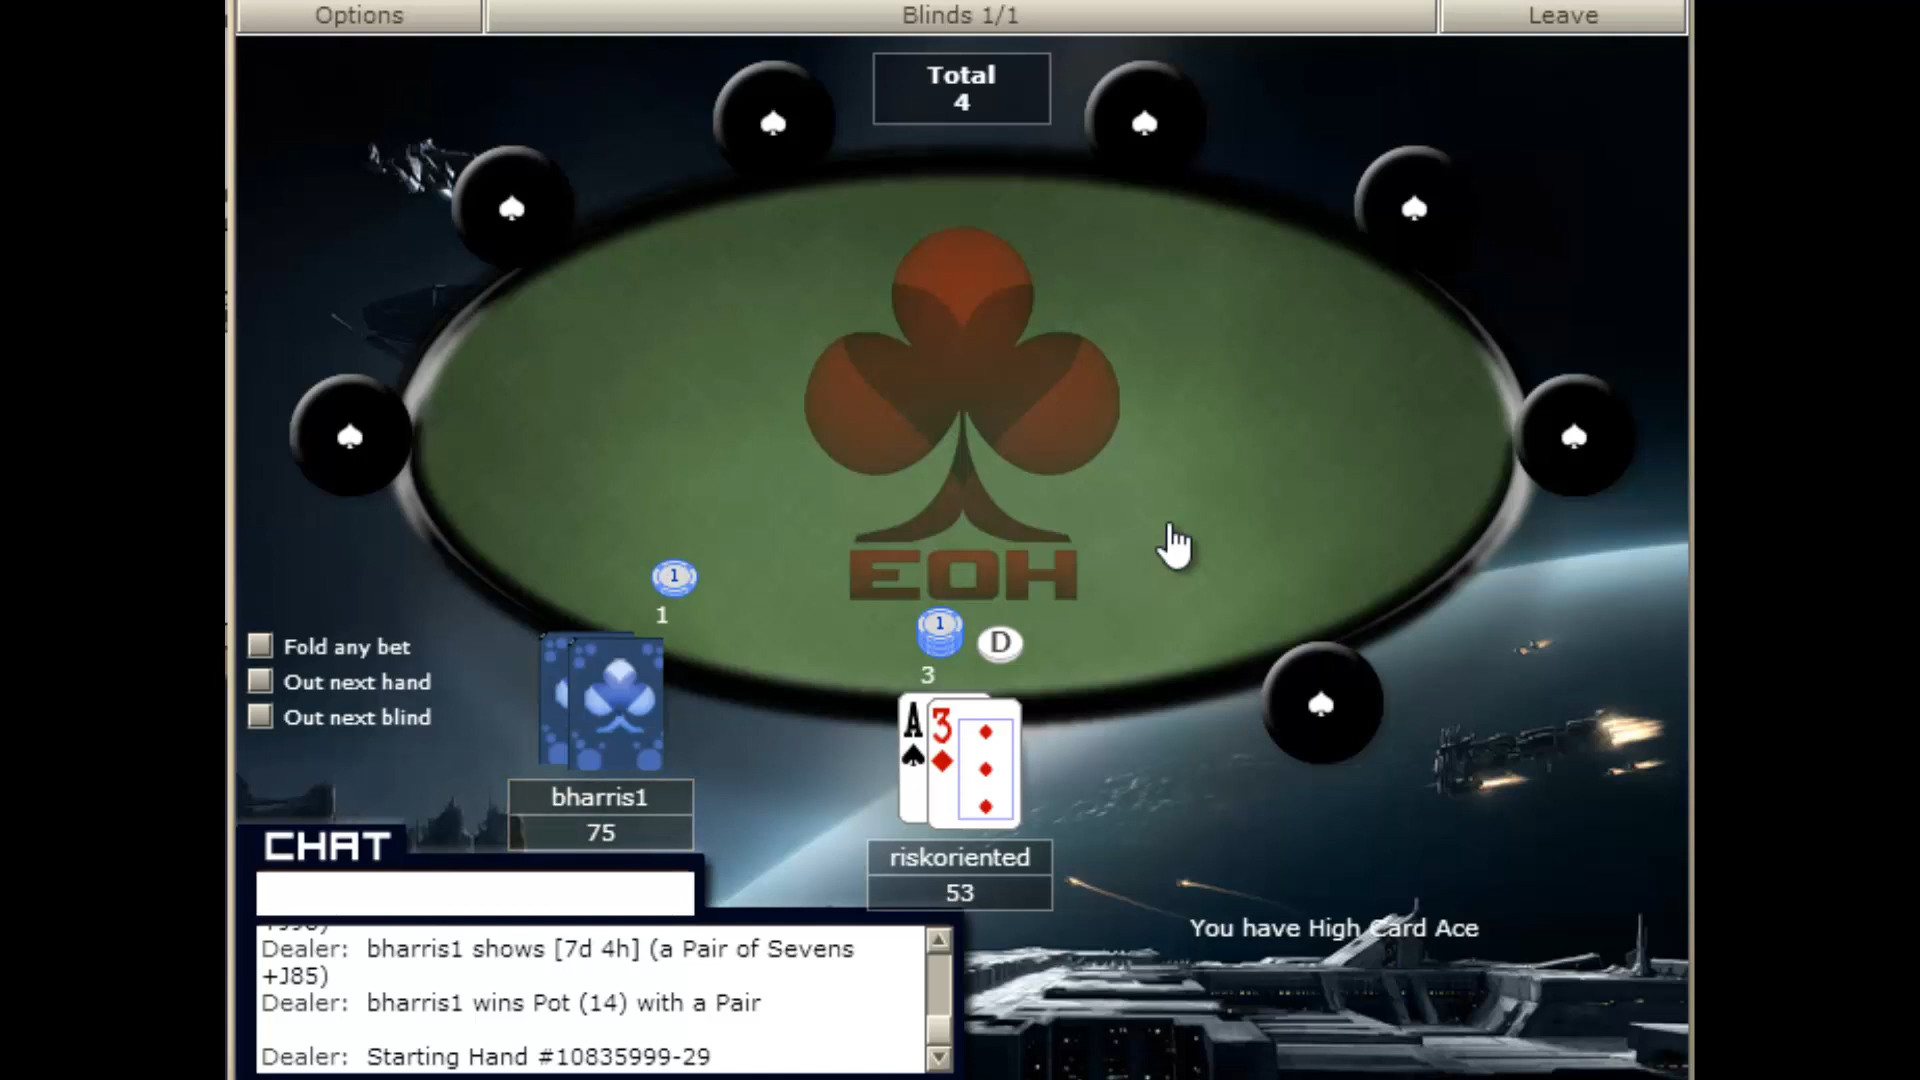 Options
Blinds 1/1
Leave
Total
4
EOH
1
1
1
3
D
Fold any bet
Out next hand
Out next blind
A
3
bharris1
75
riskoriented
53
CHAT
You have High Card Ace
Dealer: bharris1 shows [7d 4h] (a Pair of Sevens
+J85)
Dealer: bharris1 wins Pot (14) with a Pair
Dealer: Starting Hand #10835999-29